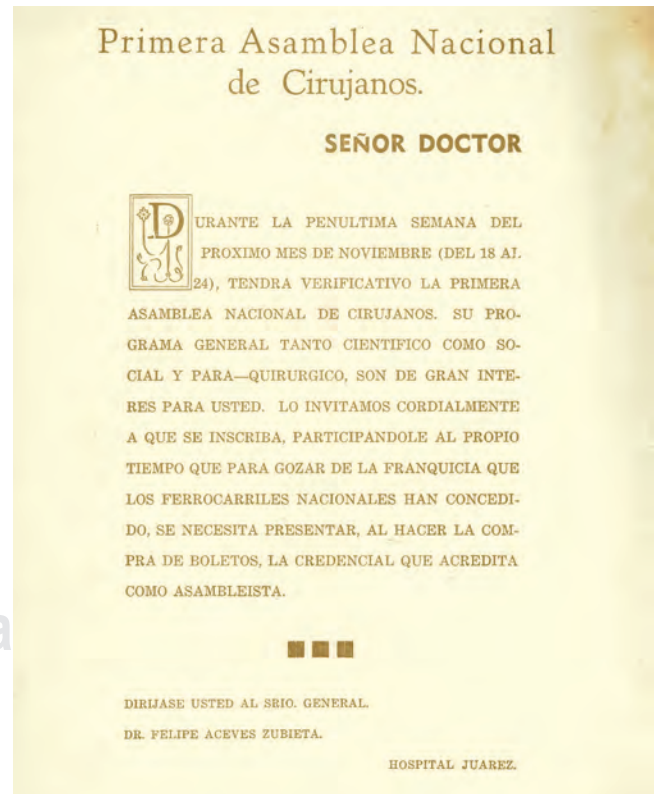 Primera Asamblea Nacional
de Cirujanos.
SEÑOR DOCTOR
DURANTE LA PENULTIMA SEMANA DEL
PROXIMO MES DE NOVIEMBRE (DEL 18 AL
24), TENDRA VERIFICATIVO LA PRIMERA
ASAMBLEA NACIONAL DE CIRUJANOS. SU PRO-
GRAMA GENERAL TANTO CIENTIFICO COMO SO-
CIAL Y PARA—QUIRURGICO, SON DE GRAN INTE-
RES PARA USTED. LO INVITAMOS CORDIALMENTE
A QUE SE INSCRIBA, PARTICIPANDOLE AL PROPIO
TIEMPO QUE PARA GOZAR DE LA FRANQUICIA QUE
LOS FERROCARRILES NACIONALES HAN CONCEDI-
DO, SE NECESITA PRESENTAR, AL HACER LA COM-
PRA DE BOLETOS, LA CREDENCIAL QUE ACREDITA
COMO ASAMBLEISTA.
a
DIRIJASE USTED AL SRIO. GENERAL.
DR. FELIPE ACEVES ZUBIETA.
HOSPITAL JUAREZ.